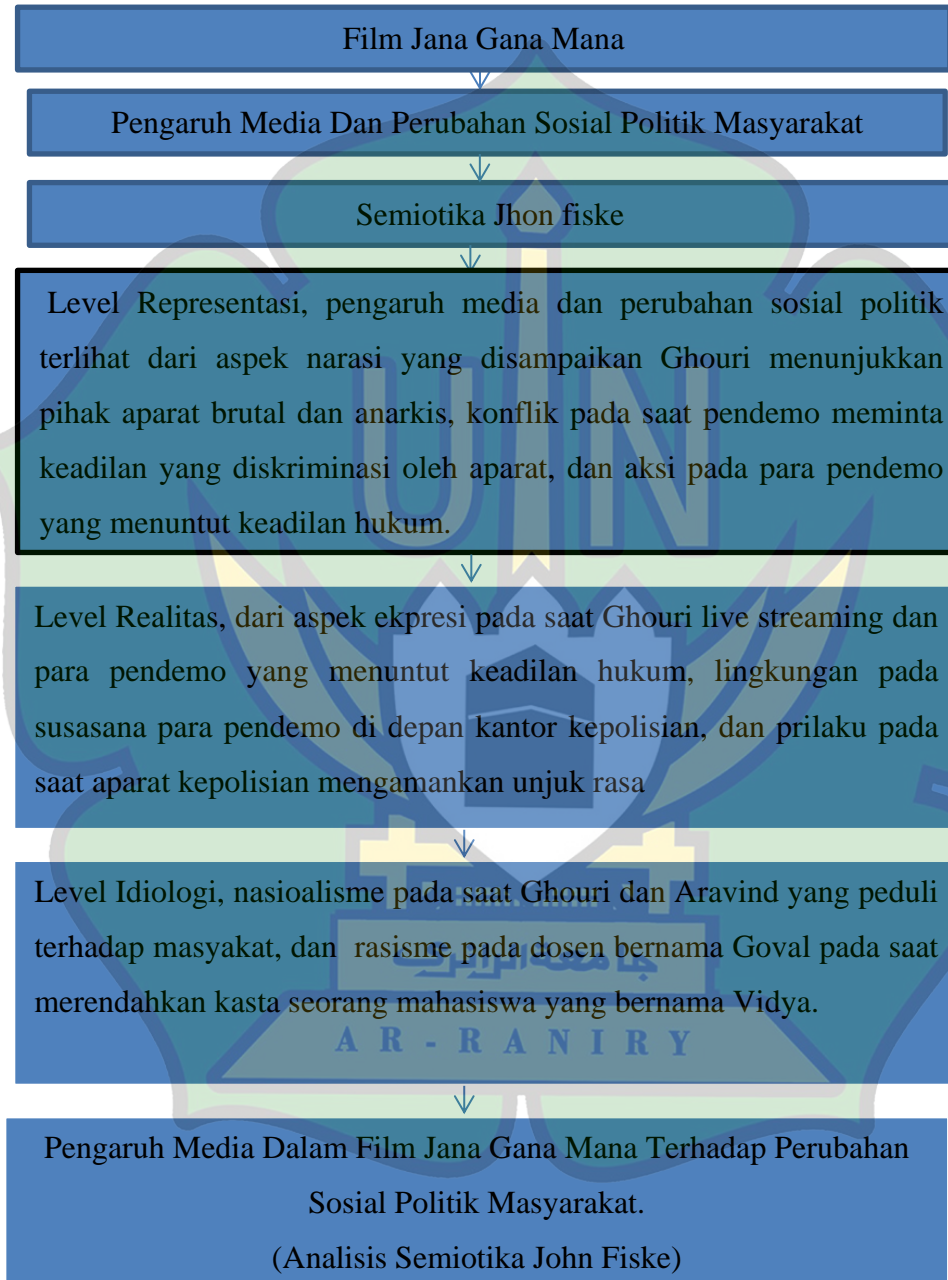 Film Jana Gana Mana
Pengaruh Media Dan Perubahan Sosial Politik Masyarakat
Semiotika Jhon fiske
Level Representasi, pengaruh media dan perubahan sosial politik
terlihat dari aspek narasi yang disampaikan Ghouri menunjukkan
pihak aparat brutal dan anarkis, konflik pada saat pendemo meminta
keadilan yang diskriminasi oleh aparat, dan aksi pada para pendemo
yang menuntut keadilan hukum.
Level Realitas, dari aspek ekpresi pada saat Ghouri live streaming dan
para pendemo yang menuntut keadilan hukum, lingkungan pada
susasana para pendemo di depan kantor kepolisian, dan prilaku pada
saat aparat kepolisian mengamankan unjuk rasa
Level Idiologi, nasioalisme pada saat Ghouri dan Aravind yang peduli
terhadap masyakat, dan rasisme pada dosen bernama Goval pada saat
merendahkan kasta seorang mahasiswa yang bernama Vidya.
Pengaruh Media Dalam Film Jana Gana Mana Terhadap Perubahan
Sosial Politik Masyarakat.
(Analisis Semiotika John Fiske)
UIN
جامعة الرانري
AR-RANIRY